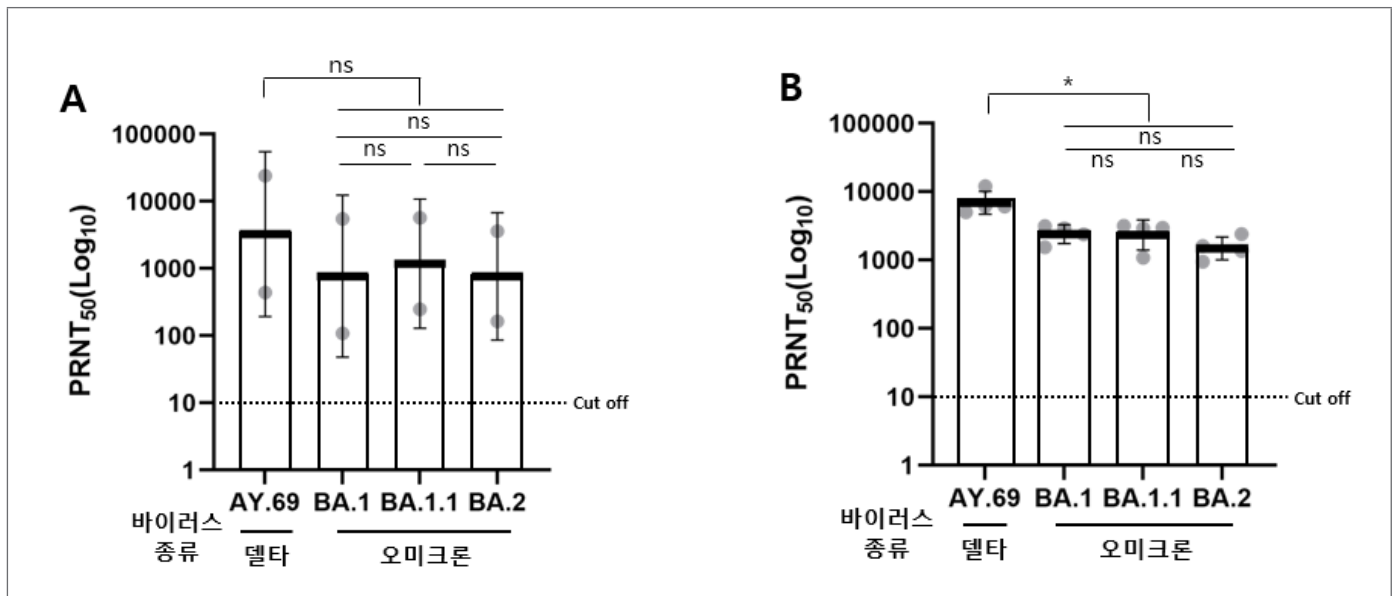 A
ns
ns
ns
ns
PRNT50(Log10)
100000
10000
1000
100
10
1
Cut off
AY.69 BA.1 BA.1.1 BA.2
바이러스
종류
델타 오미크론
B
*
ns
ns
ns
PRNT50(Log10)
100000
10000
1000
100
10
1
Cut off
AY.69 BA.1 BA.1.1 BA.2
바이러스
종류
델타 오미크론